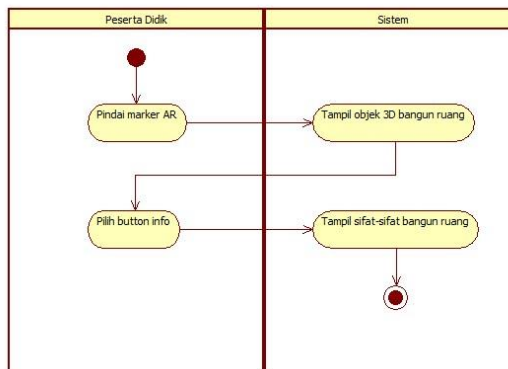 Peserta Didik
Sistem
Pindai marker AR
Tampil objek 3D bangun ruang
Pilih button info
Tampil sifat-sifat bangun ruang